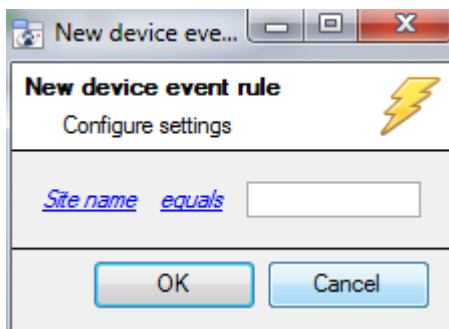 New device eve...
New device event rule
Configure settings
Site name equals
OK Cancel